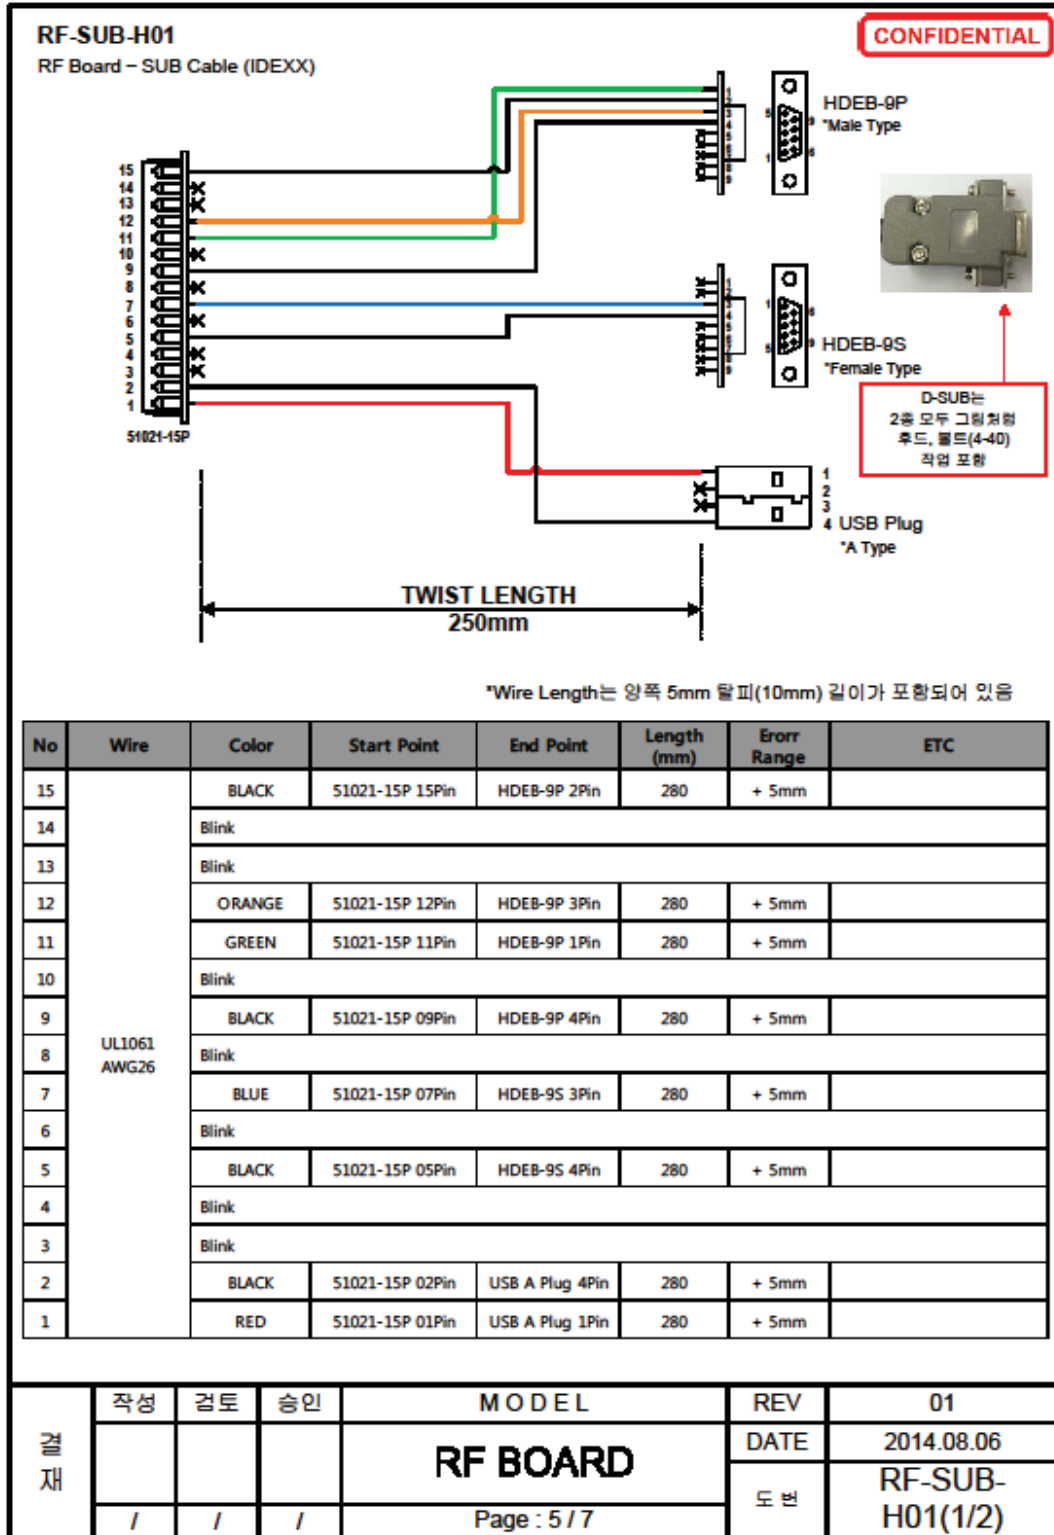 RF-SUB-H01
CONFIDENTIAL
RF Board – SUB Cable (IDEXX)
HDEB-9P
*Male Type
15
14
13
12
11
10
9
8
7
6
5
4
3
2
1
51021-15P
HDEB-9S
*Female Type
D-SUB는
2종 모두 그림처럼
후드, 볼트(4-40)
작업 포함
1
2
3
4 USB Plug
*A Type
TWIST LENGTH
250mm
*Wire Length는 양쪽 5mm 탈피(10mm) 길이가 포함되어 있음
No Wire Color Start Point End Point Length (mm) Erorr Range ETC
15 BLACK 51021-15P 15Pin HDEB-9P 2Pin 280 + 5mm
14 Blink
13 Blink
12 ORANGE 51021-15P 12Pin HDEB-9P 3Pin 280 + 5mm
11 GREEN 51021-15P 11Pin HDEB-9P 1Pin 280 + 5mm
10 Blink
9 BLACK 51021-15P 09Pin HDEB-9P 4Pin 280 + 5mm
UL1061
AWG26
8 Blink
7 BLUE 51021-15P 07Pin HDEB-9S 3Pin 280 + 5mm
6 Blink
5 BLACK 51021-15P 05Pin HDEB-9S 4Pin 280 + 5mm
4 Blink
3 Blink
2 BLACK 51021-15P 02Pin USB A Plug 4Pin 280 + 5mm
1 RED 51021-15P 01Pin USB A Plug 1Pin 280 + 5mm
결재 작성 검토 승인 MODEL REV 01
RF BOARD DATE 2014.08.06
/ / / Page : 5 / 7 도번 RF-SUB-H01(1/2)